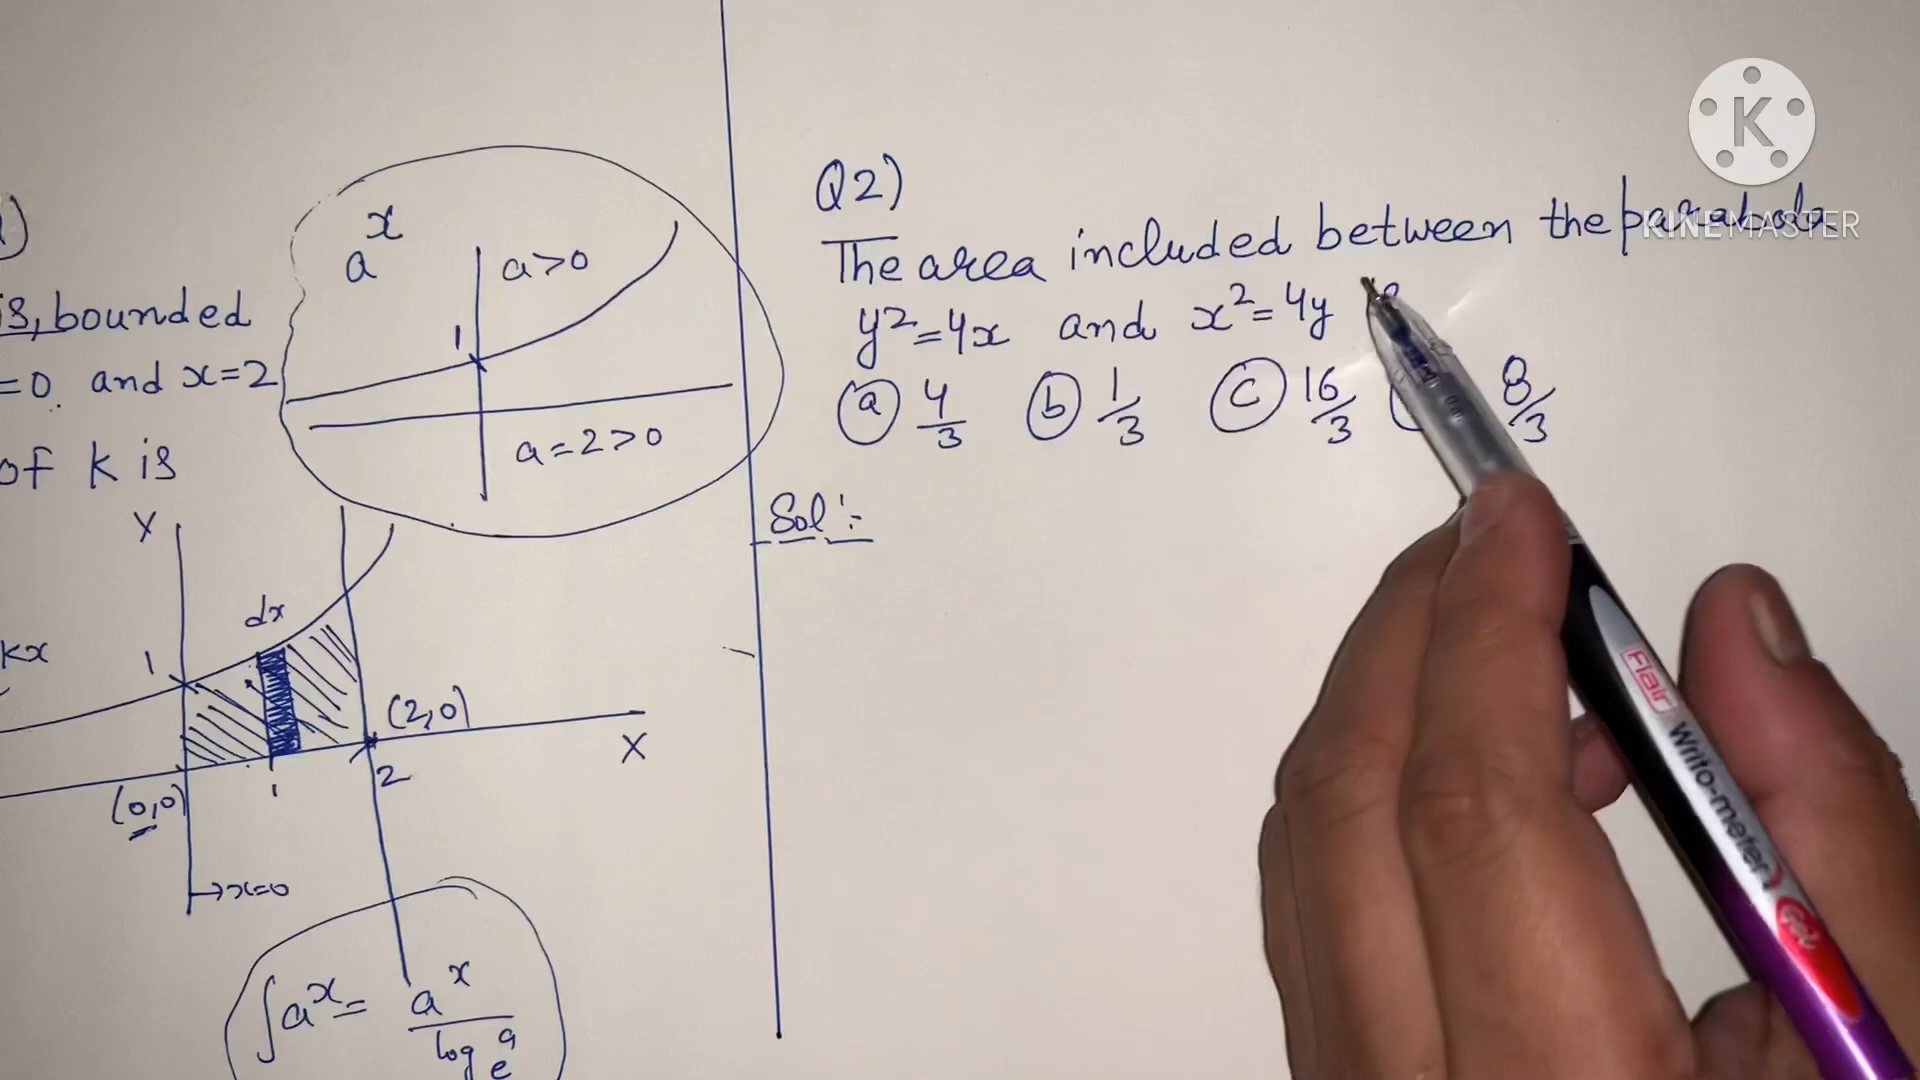 is, bounded
=0 and x=2
of k is
a^x
a>0
1
a=2>0
Y
dx
kx
1
(2,0)
X
(0,0)
1
2
→x=0
∫a^x = a^x/log_e a
Q2)
The area included between the parabola
y²=4x and x²=4y
(a) 4/3 (b) 1/3 (c) 16/3 8/3
Sol':-
K
KINEMASTER
Flair
Writo-meter
Gel